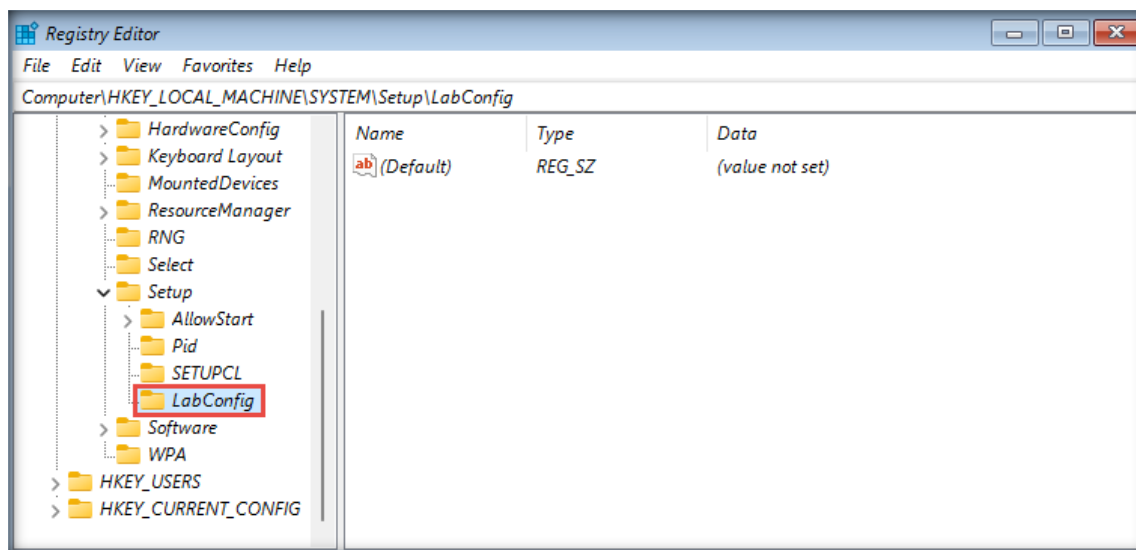 Registry Editor
File Edit View Favorites Help
Computer\HKEY_LOCAL_MACHINE\SYSTEM\Setup\LabConfig
HardwareConfig
Keyboard Layout
MountedDevices
ResourceManager
RNG
Select
Setup
AllowStart
Pid
SETUPCL
LabConfig
Software
WPA
HKEY_USERS
HKEY_CURRENT_CONFIG
Name Type Data
ab (Default) REG_SZ (value not set)